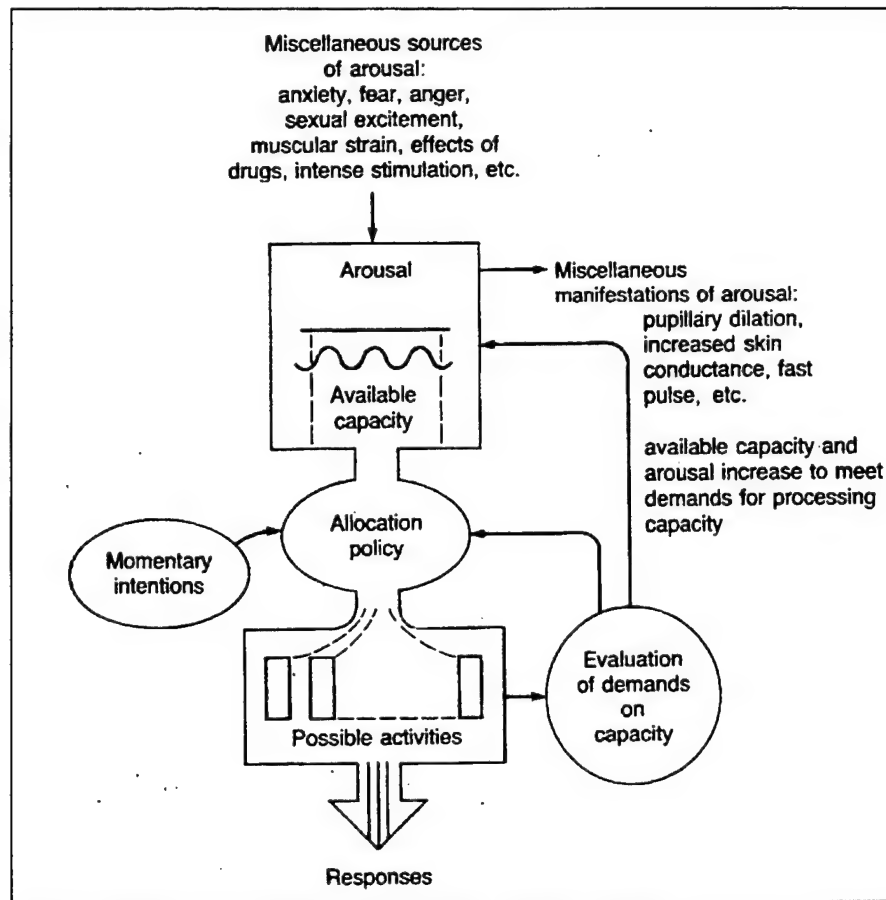 Miscellaneous sources
of arousal:
anxiety, fear, anger,
sexual excitement,
muscular strain, effects of
drugs, intense stimulation, etc.
Arousal
Miscellaneous
manifestations of arousal:
pupillary dilation,
increased skin
conductance, fast
pulse, etc.
Available
capacity
available capacity and
arousal increase to meet
demands for processing
capacity
Allocation
policy
Momentary
intentions
Evaluation
of demands
on
capacity
Possible activities
Responses